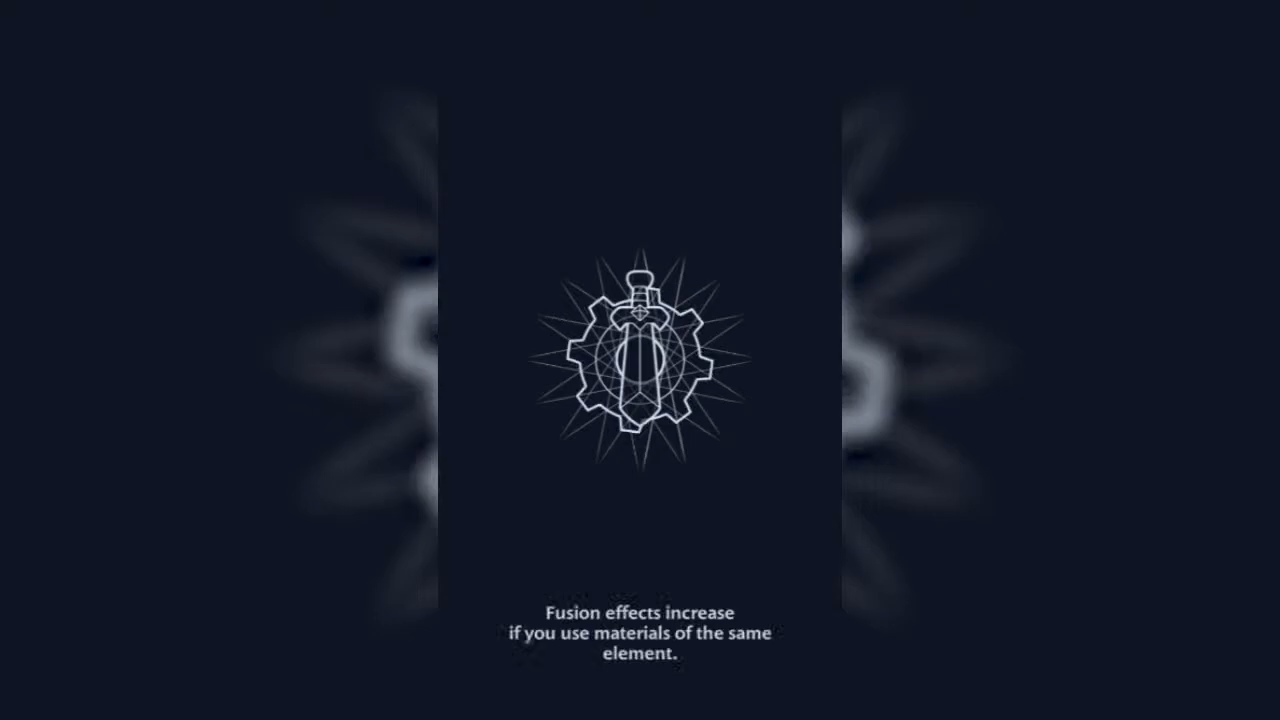 Fusion effects increase
if you use materials of the same
element.